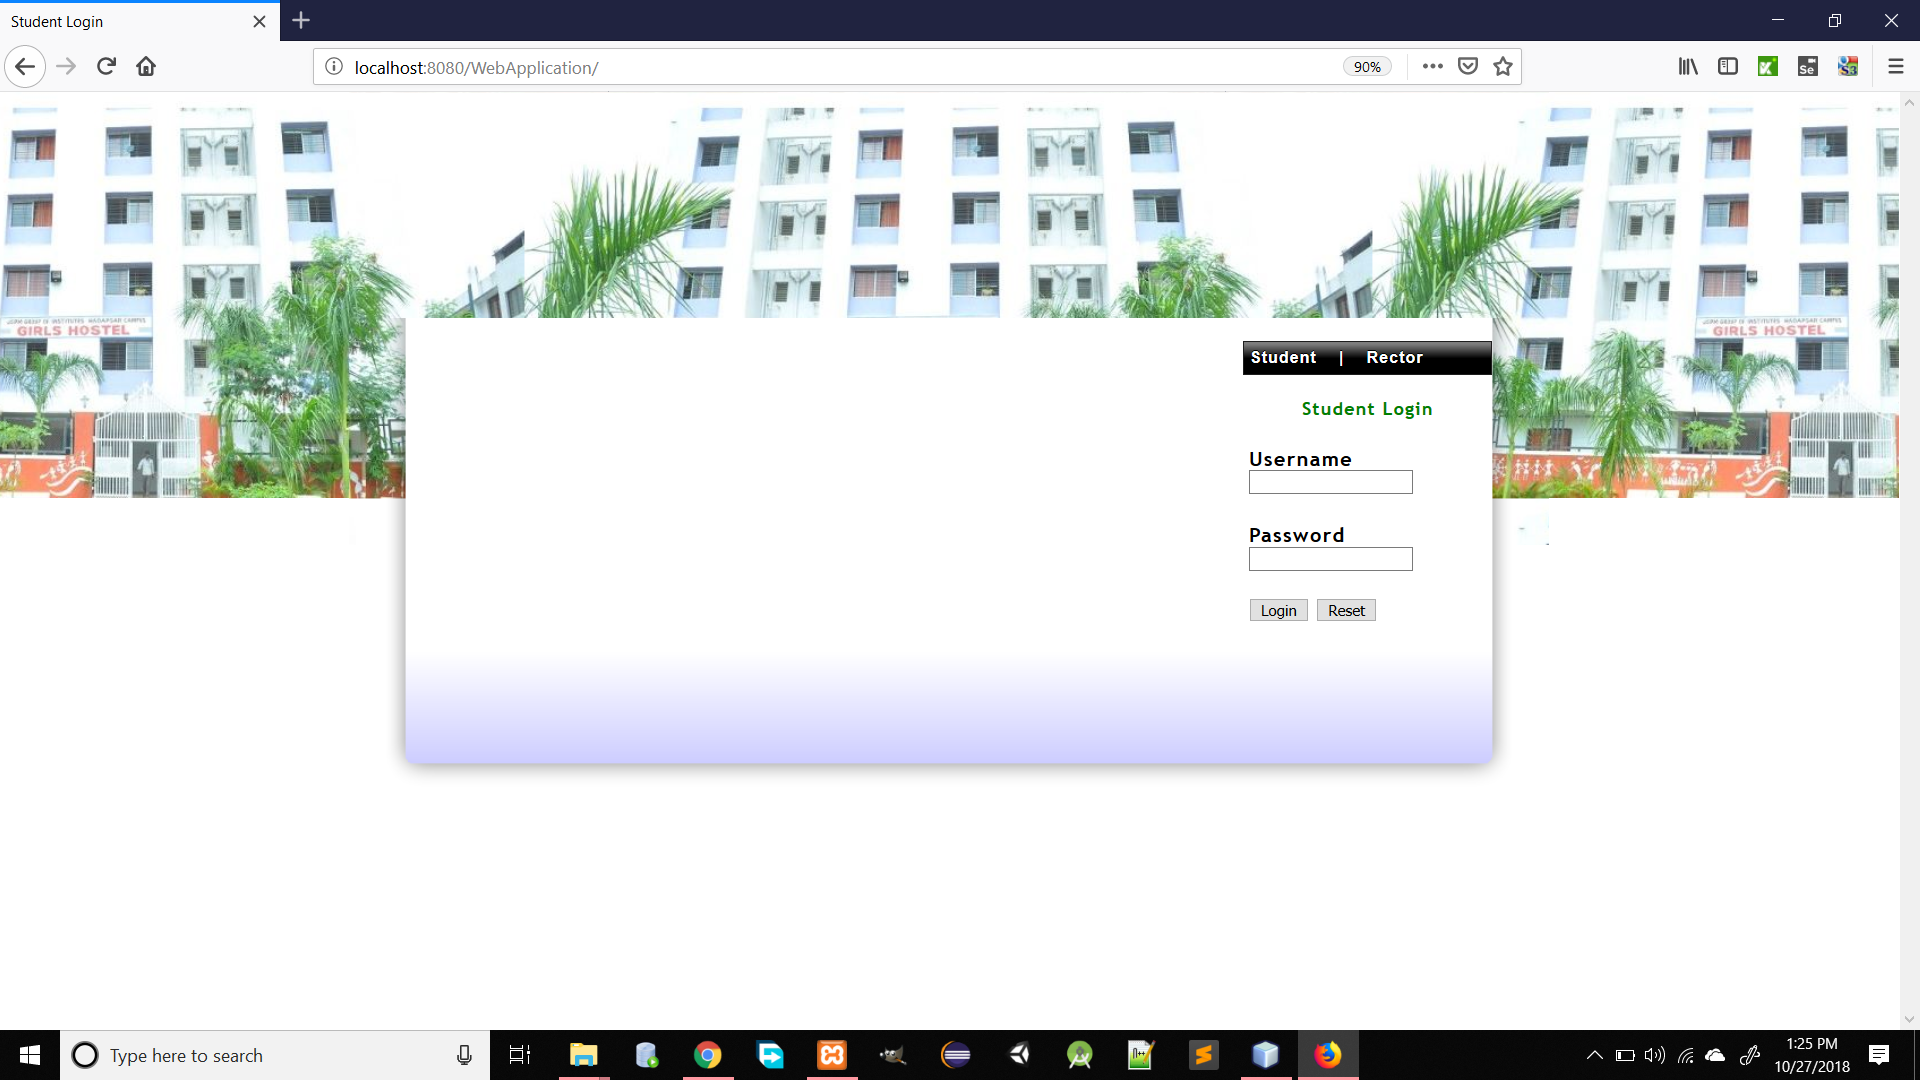 Student Login
localhost:8080/WebApplication/
90%
Se
GIRLS HOSTEL
GIRLS HOSTEL
Student | Rector
Student Login
Username
Password
Login Reset
Type here to search
1:25 PM
10/27/2018